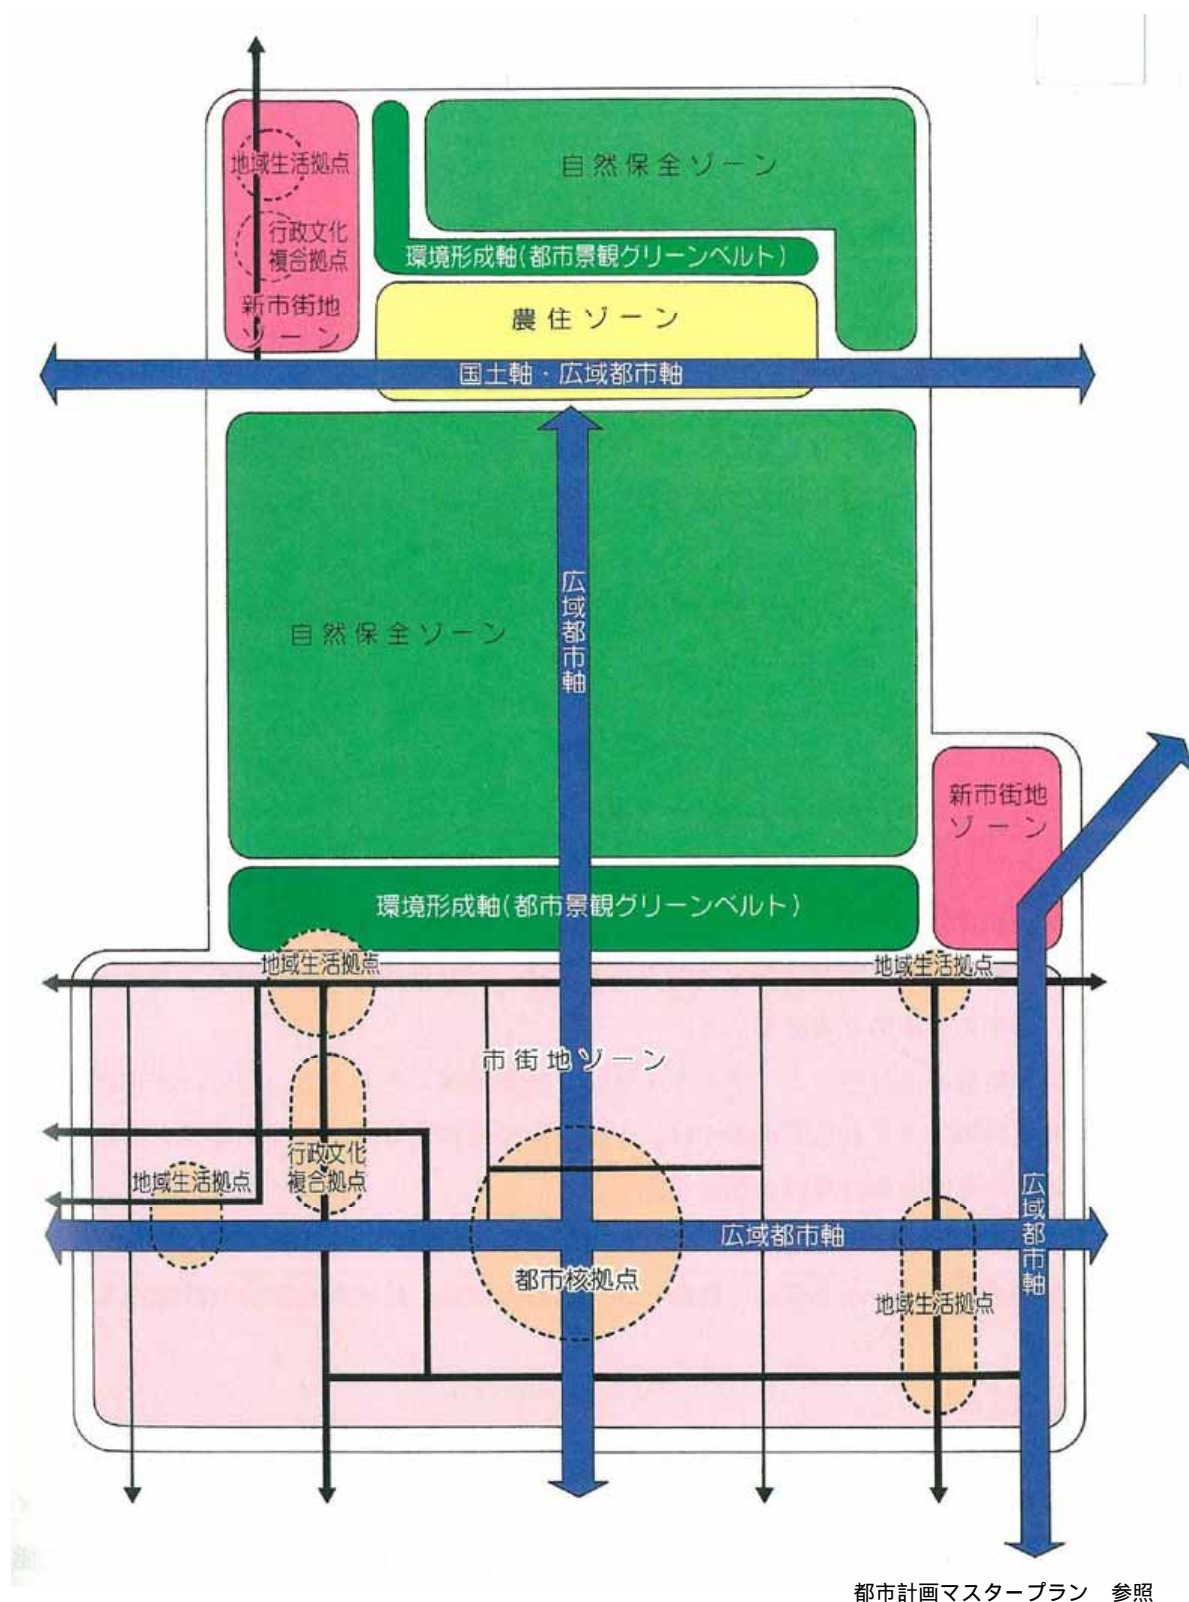 地域生活拠点
自然保全ゾーン
行政文化
複合拠点
環境形成軸(都市景観グリーンベルト)
新市街地
ゾーン
農住ゾーン
国土軸・広域都市軸
広域都市軸
自然保全ゾーン
新市街地
ゾーン
環境形成軸(都市景観グリーンベルト)
地域生活拠点
地域生活拠点
市街地ゾーン
行政文化
複合拠点
地域生活拠点
広域都市軸
広域都市軸
都市核拠点
地域生活拠点
都市計画マスタープラン　参照